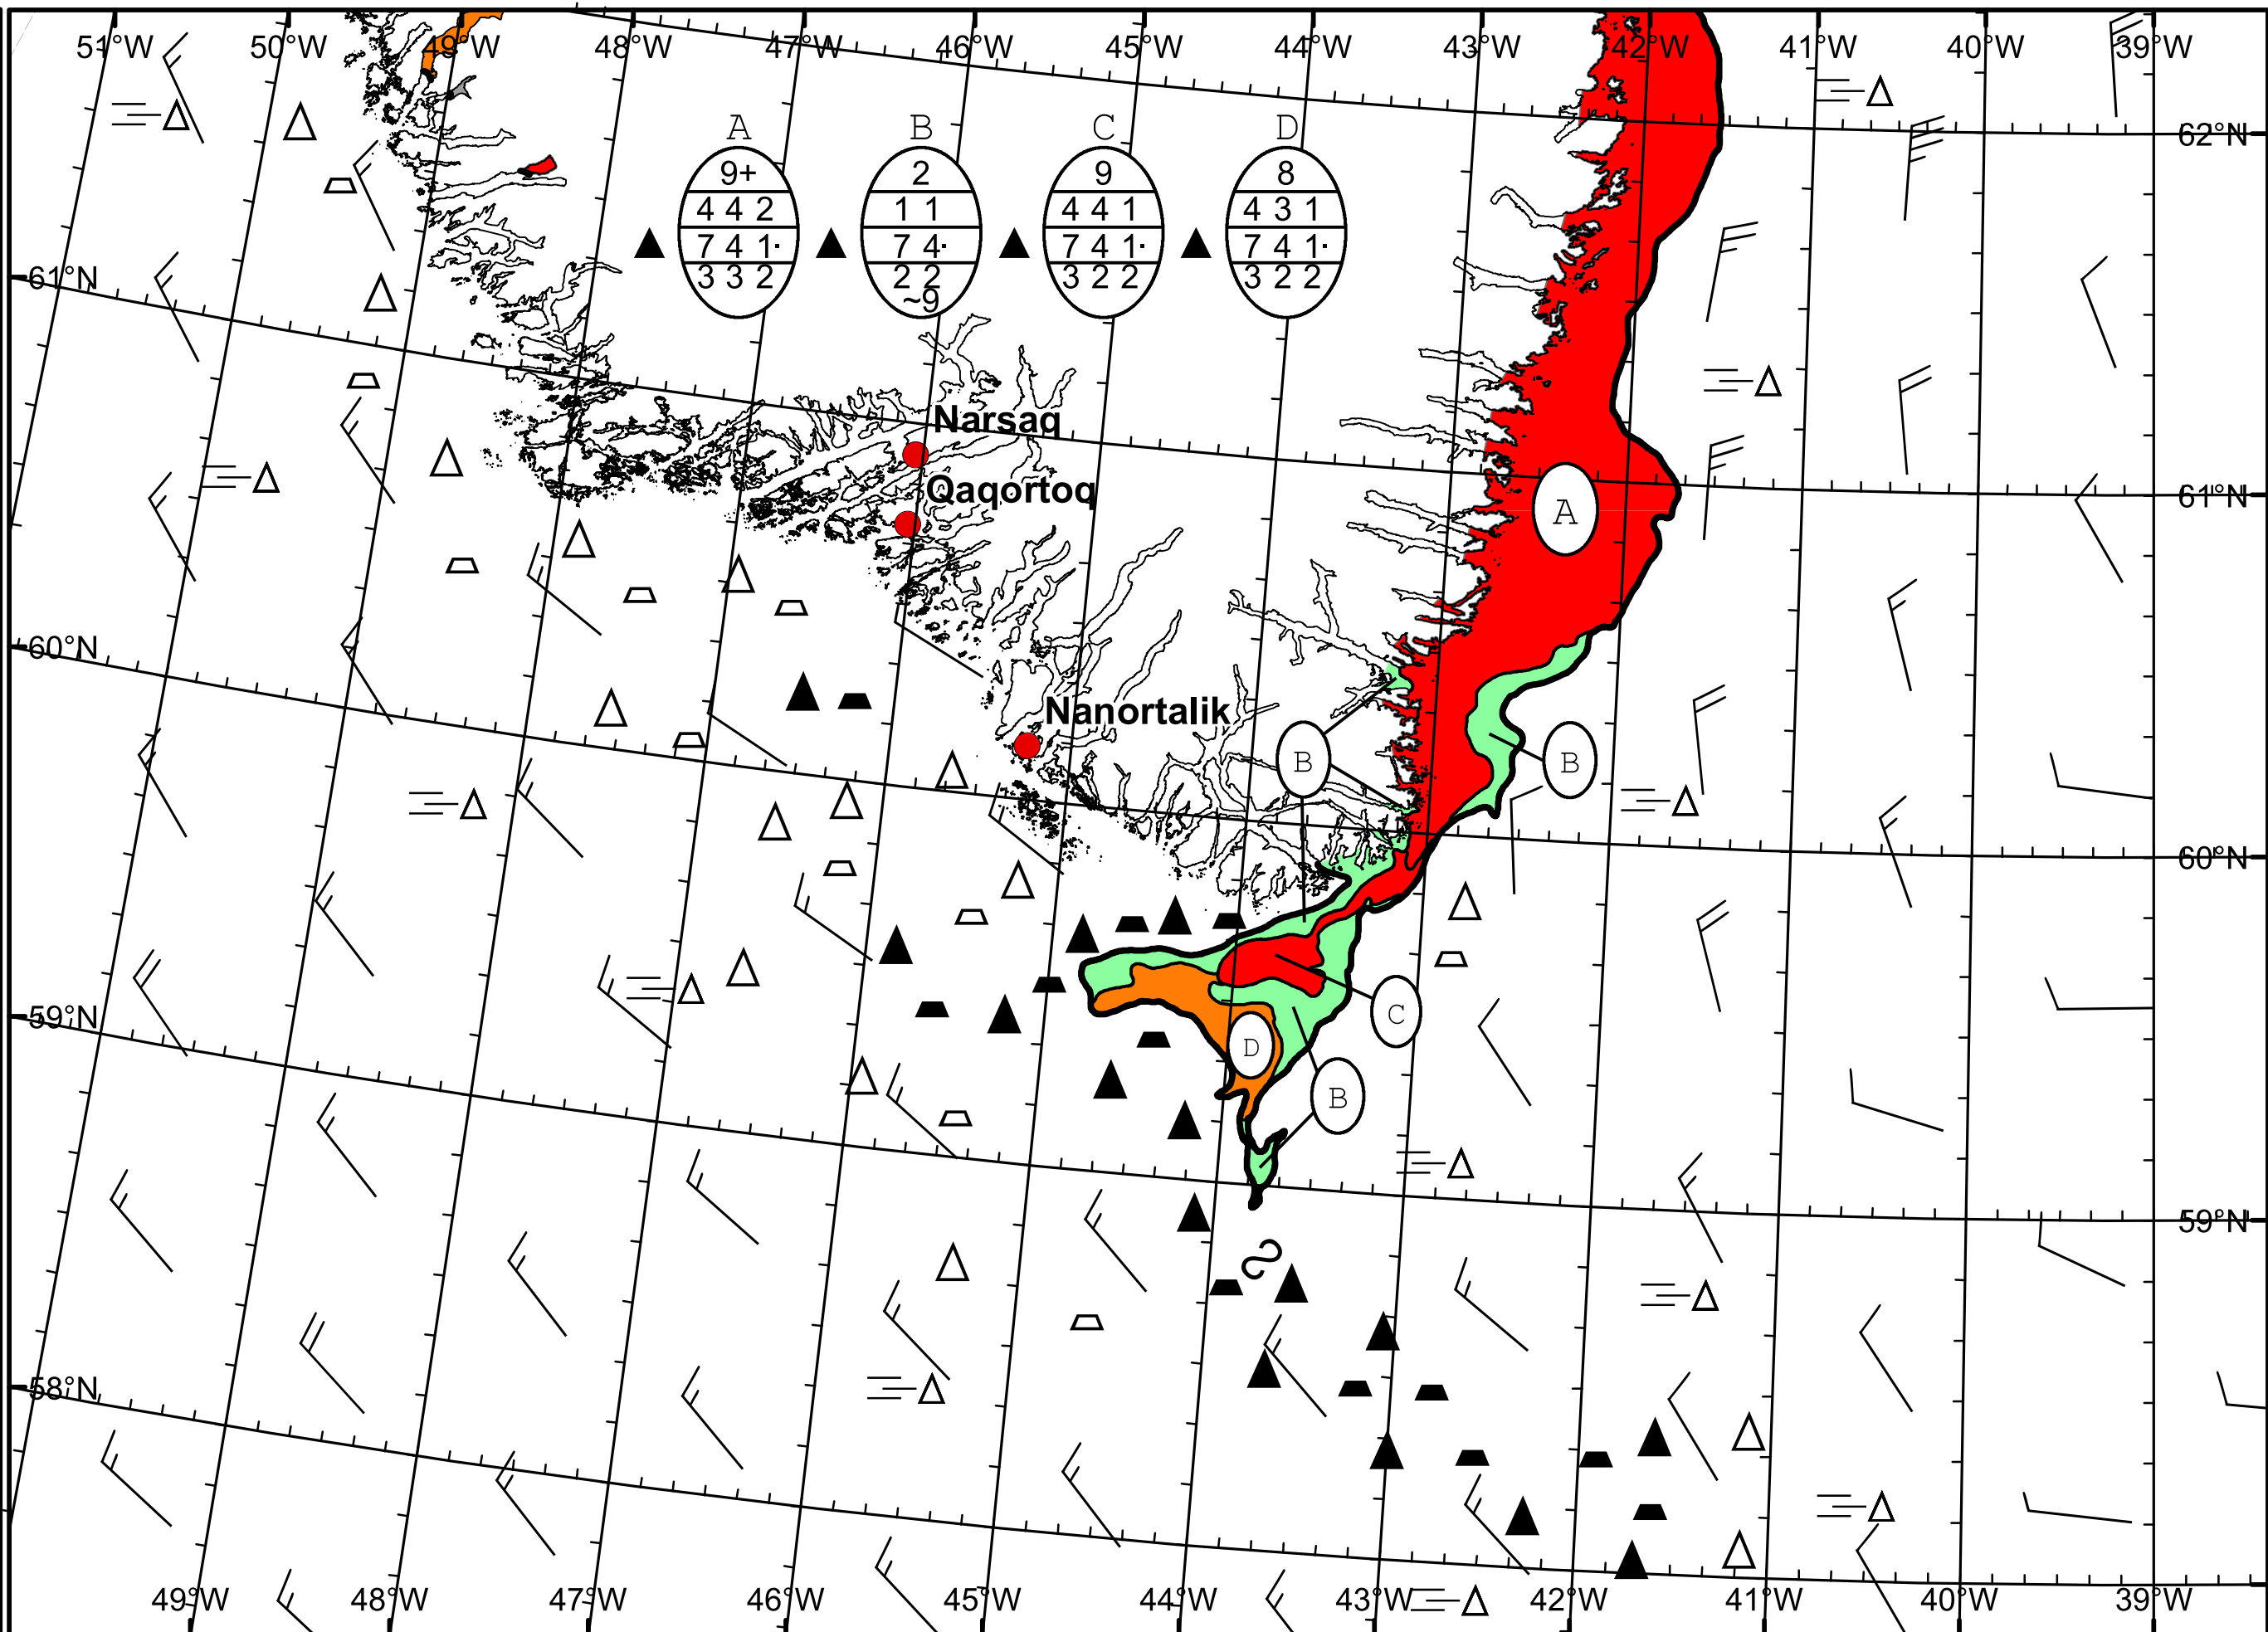 51°W 50°W 49°W 48°W 47°W 46°W 45°W 44°W 43°W 42°W 41°W 40°W 39°W
A B C D
9+ 2 9 8
4 4 2 1 1 4 4 1 4 3 1
7 4 1· 7 4· 7 4 1· 7 4 1·
3 3 2 2 2 3 2 2 3 2 2
~9
62°N
61°N
Narsaq
Qaqortoq
A
61°N
60°N
Nanortalik
B
B
60°N
59°N
C
D
B
59°N
58°N
49°W 48°W 47°W 46°W 45°W 44°W 43°W 42°W 41°W 40°W 39°W